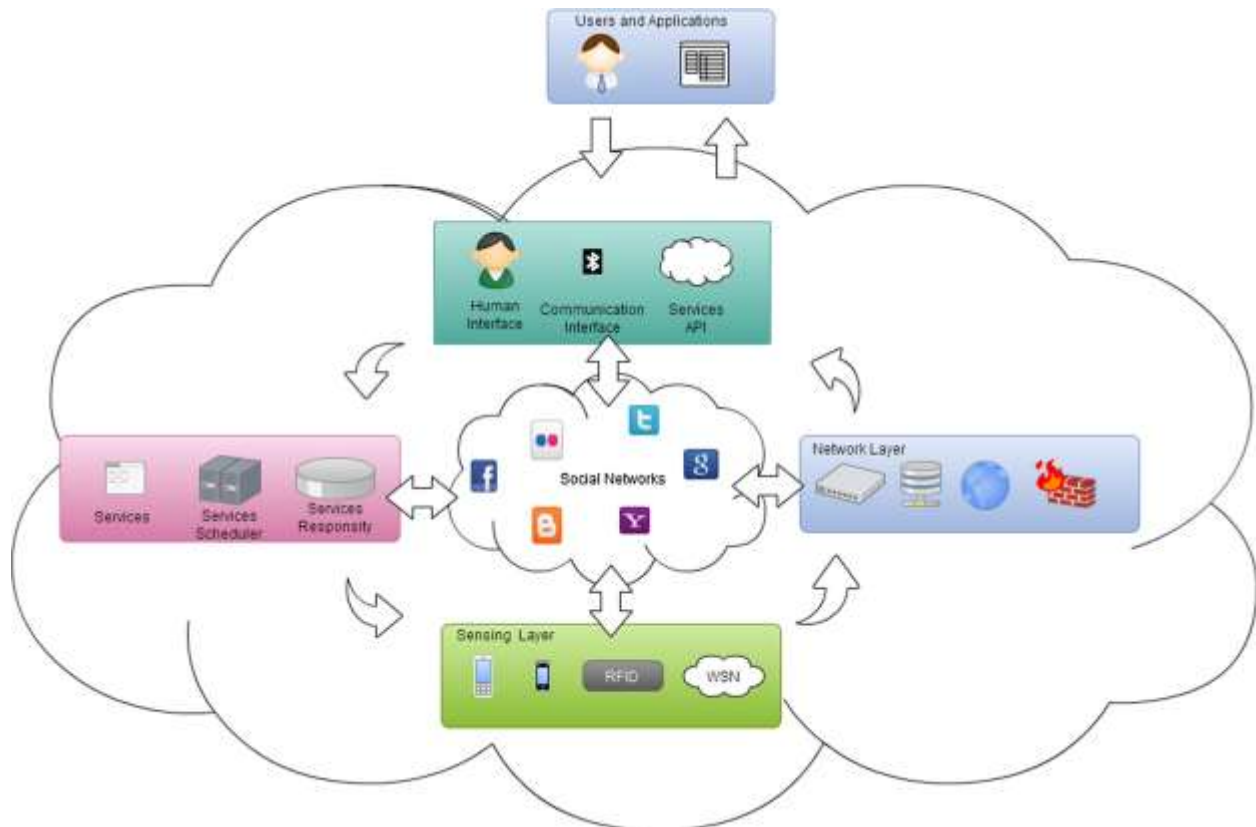 Users and Applications
Human
Interface
Communication
Interface
Services
API
Services
Services
Scheduler
Services
Responsity
Social Networks
Network Layer
Sensing Layer
RFID
WSN